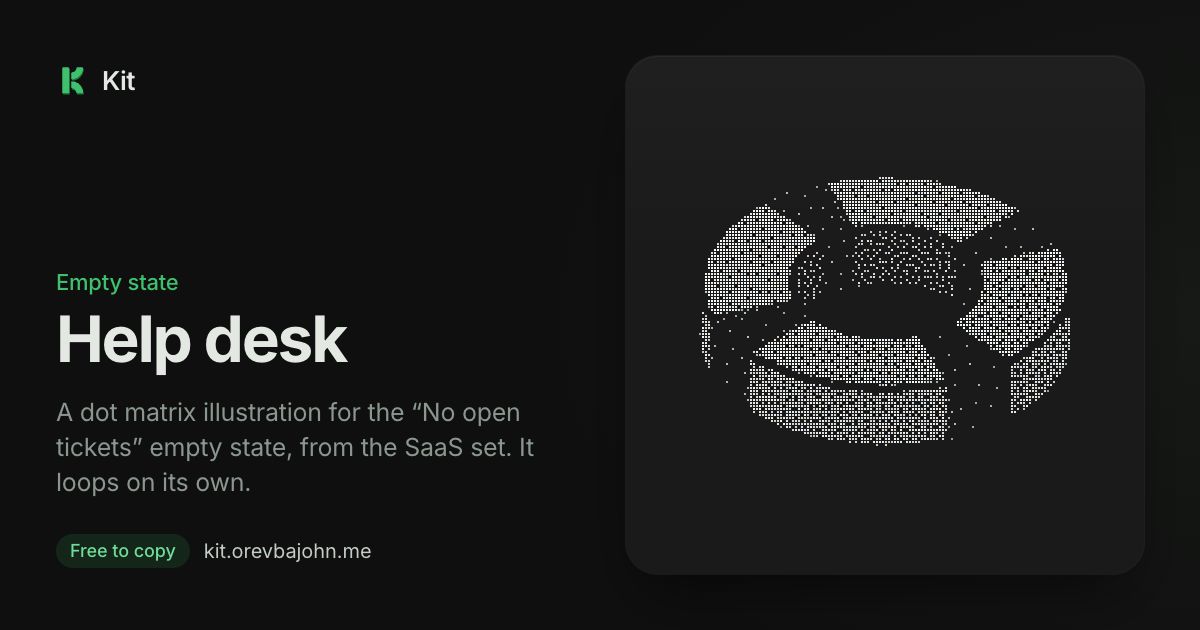 Kit
Empty state
Help desk
A dot matrix illustration for the “No open
tickets” empty state, from the SaaS set. It
loops on its own.
Free to copy
kit.orevbajohn.me